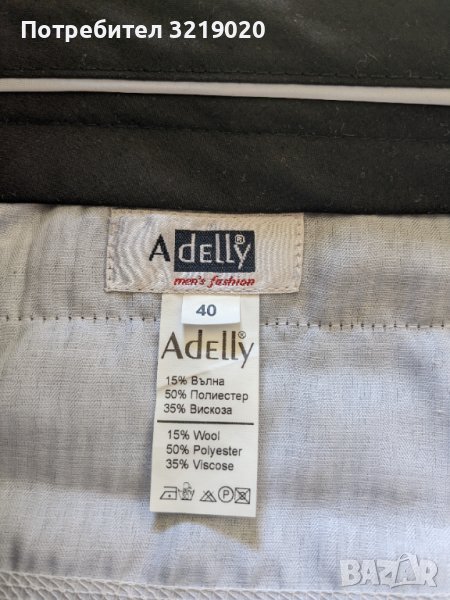 Потребител 3219020
Adelly®
men's fashion
40
Adelly
15% Вълна
50% Полиестер
35% Вискоза
15% Wool
50% Polyester
35% Viscose
BAZAR